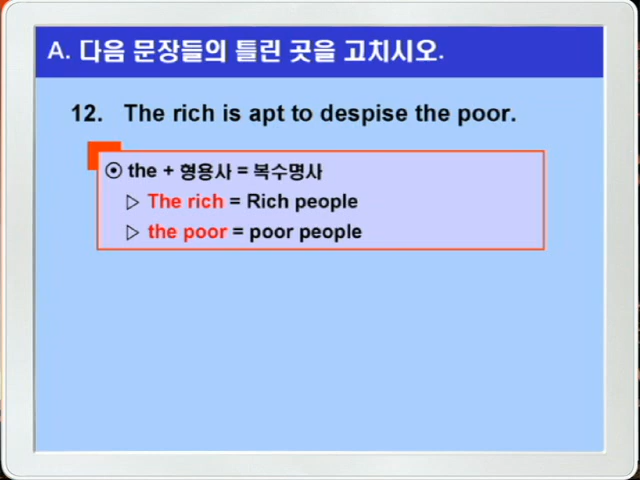 A. 다음 문장들의 틀린 곳을 고치시오.
12. The rich is apt to despise the poor.
⊙ the + 형용사 = 복수명사
▷ The rich = Rich people
▷ the poor = poor people